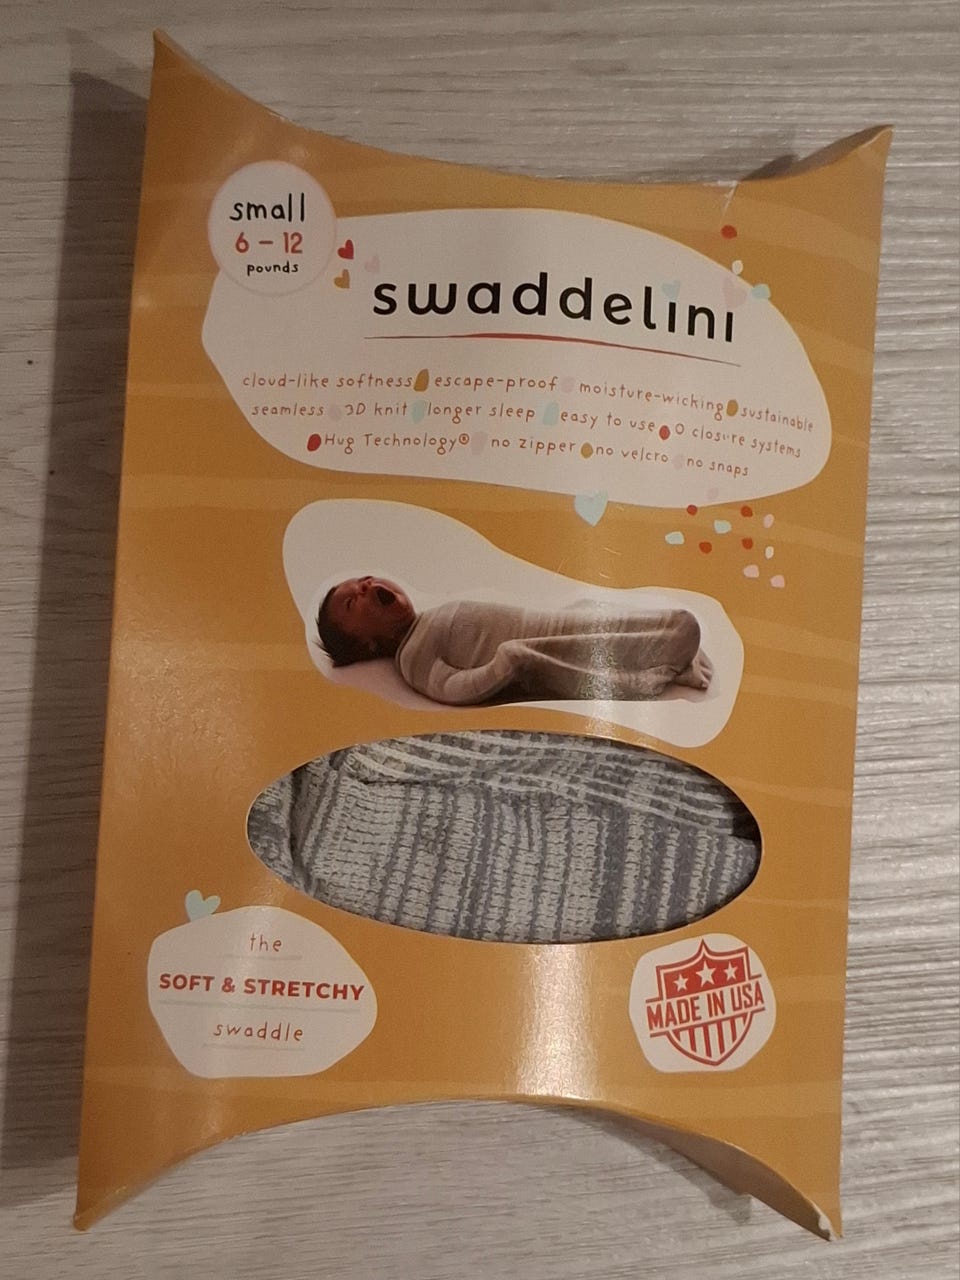 small
6 – 12
pounds
swaddelini
cloud-like softness escape-proof moisture-wicking sustainable
seamless 3D knit longer sleep easy to use 0 closure systems
Hug Technology® no zipper no velcro no snaps
the
SOFT & STRETCHY
swaddle
MADE IN USA